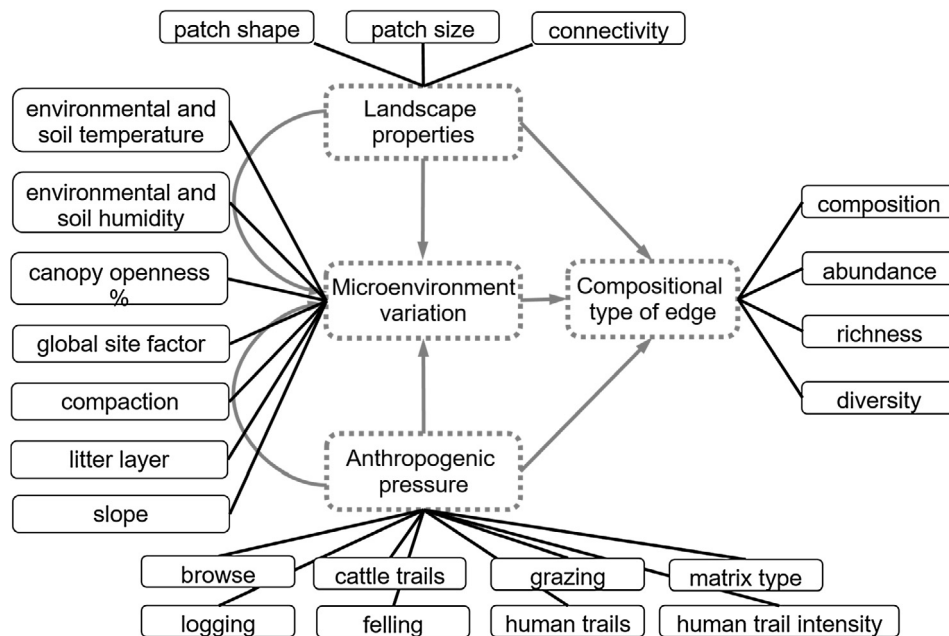 patch shape
patch size
connectivity
Landscape
properties
environmental and
soil temperature
environmental and
soil humidity
canopy openness
%
global site factor
compaction
litter layer
slope
Microenvironment
variation
Compositional
type of edge
composition
abundance
richness
diversity
Anthropogenic
pressure
browse
cattle trails
grazing
matrix type
logging
felling
human trails
human trail intensity